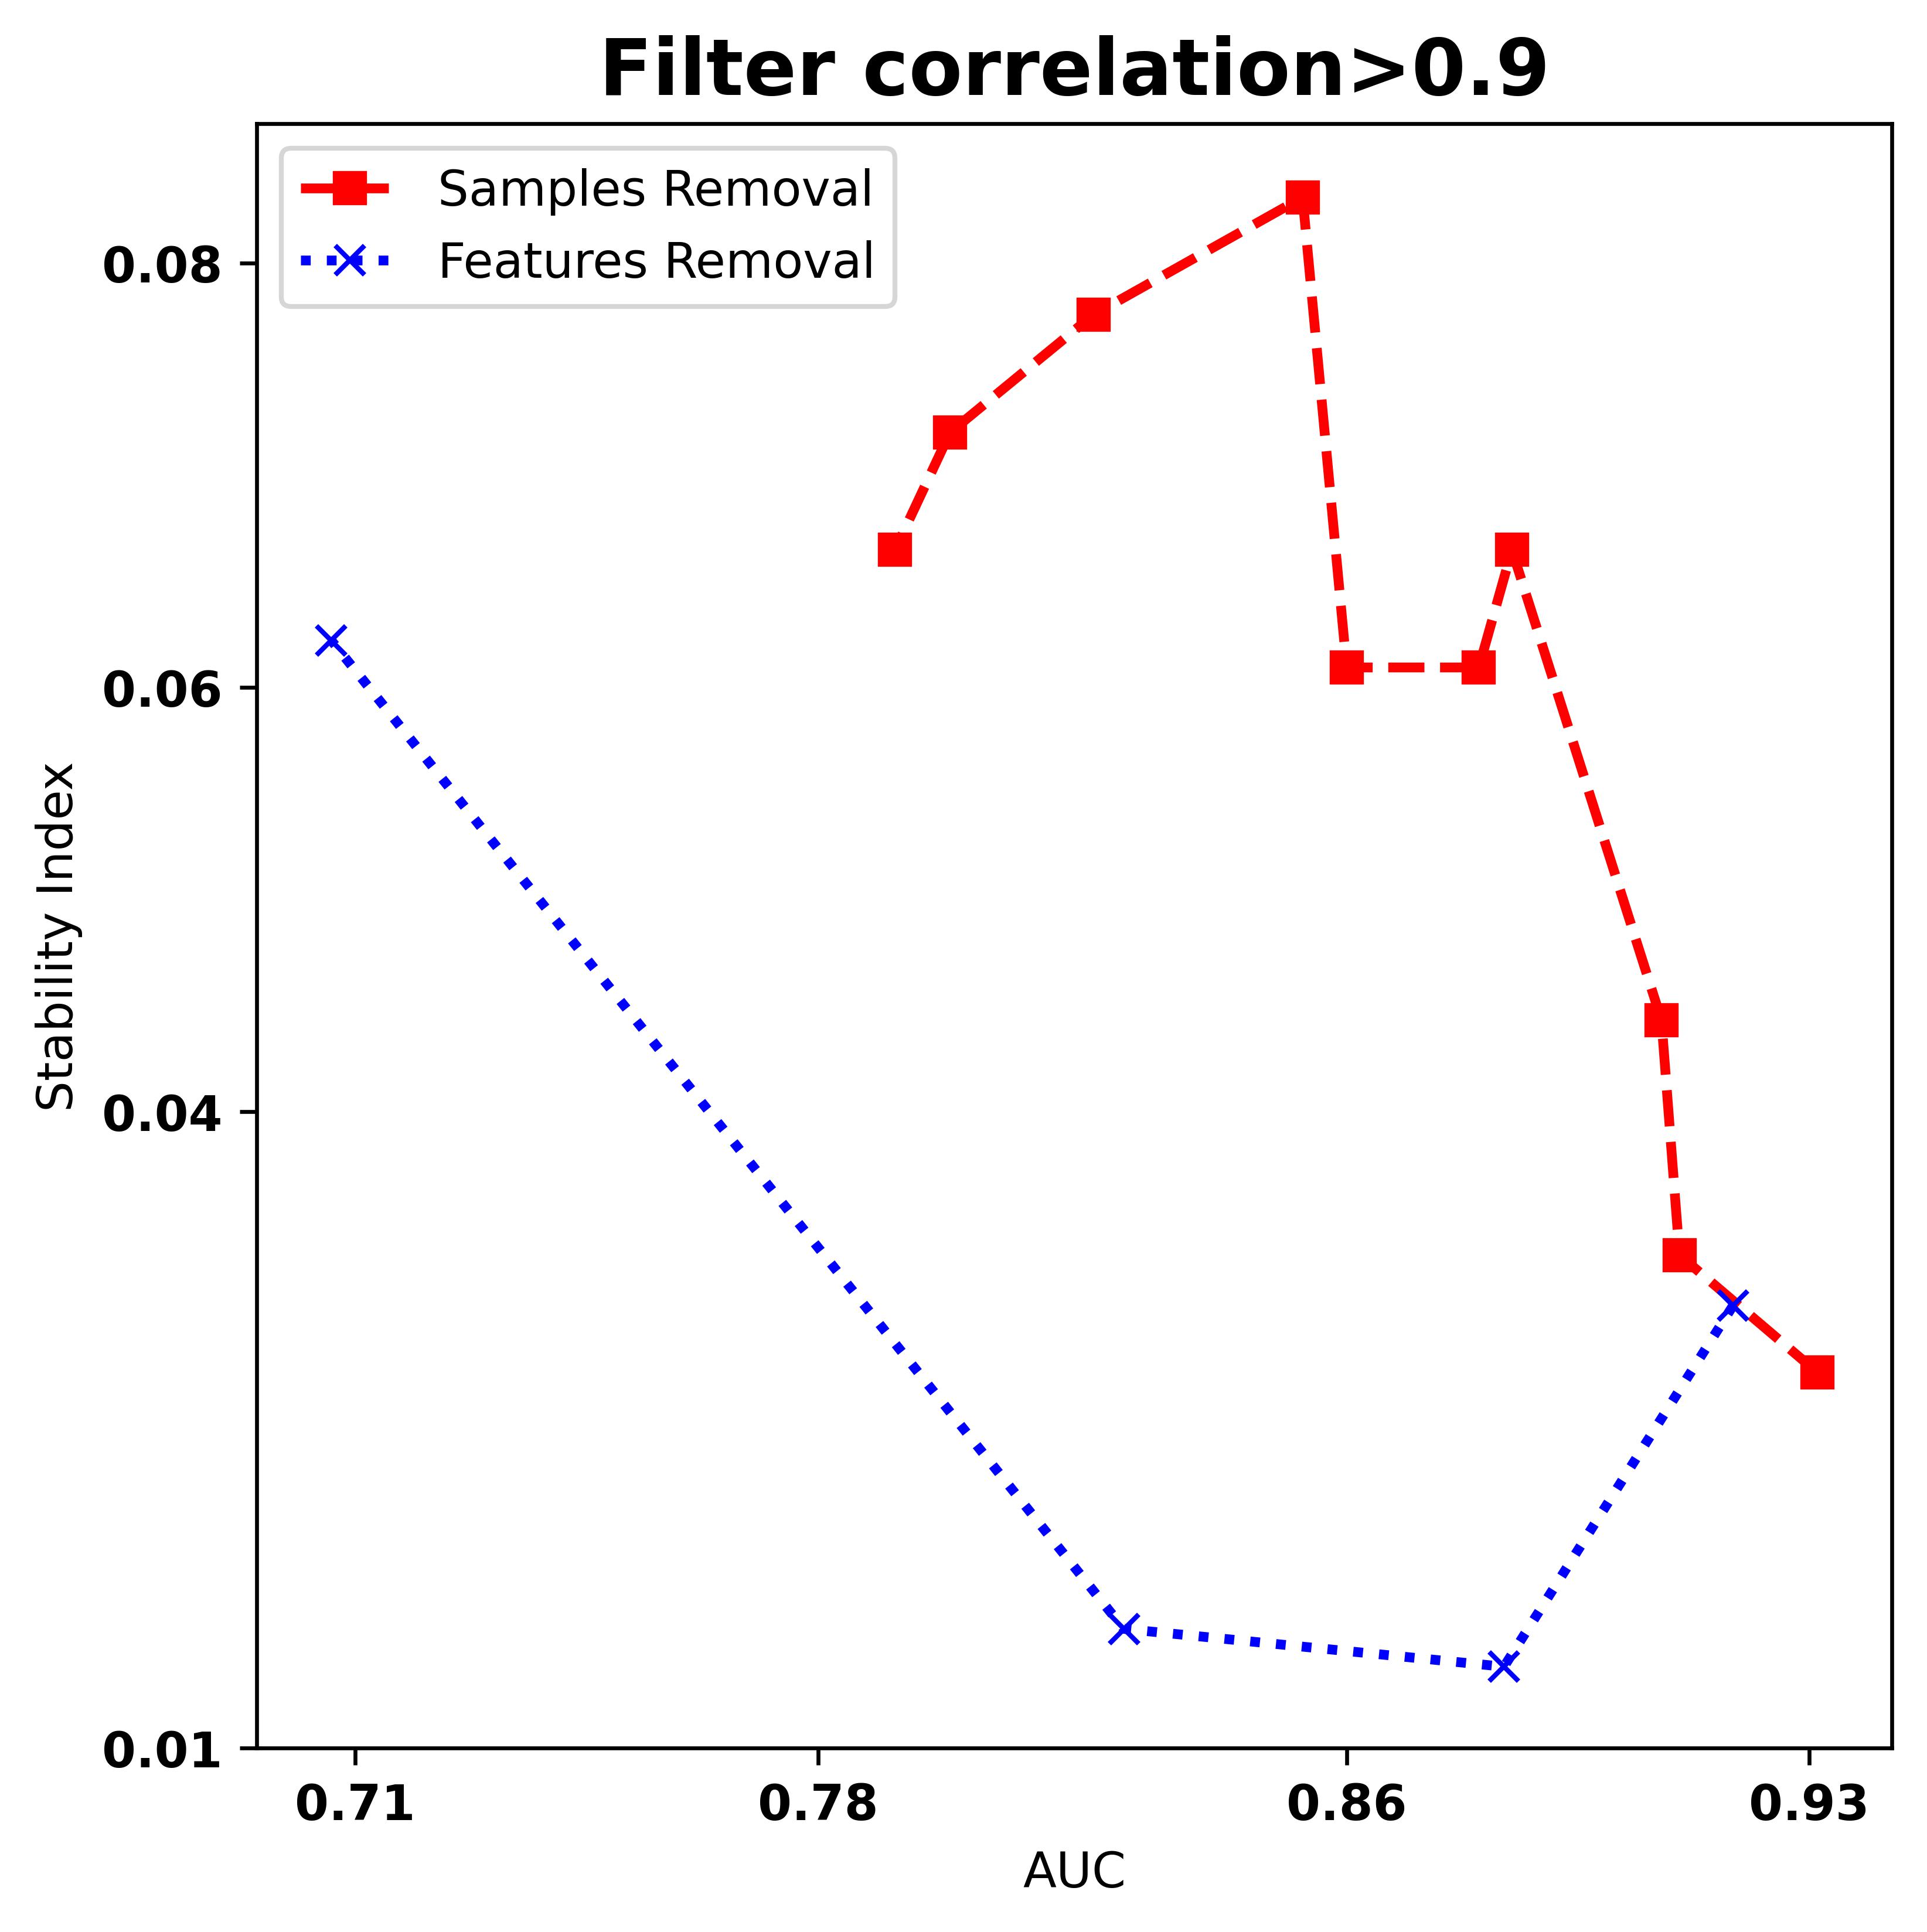 Filter correlation>0.9
Samples Removal
Features Removal
0.08
0.06
0.04
0.01
Stability Index
0.71 0.78 0.86 0.93
AUC